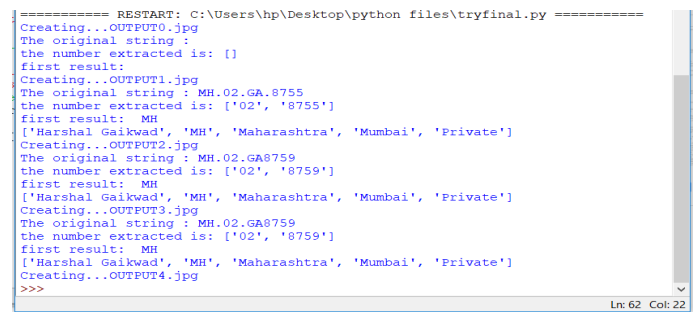 =========== RESTART: C:\Users\hp\Desktop\python files\tryfinal.py ===========
Creating...OUTPUT0.jpg
The original string :
the number extracted is: []
first result:
Creating...OUTPUT1.jpg
The original string : MH.02.GA.8755
the number extracted is: ['02', '8755']
first result:  MH
['Harshal Gaikwad', 'MH', 'Maharashtra', 'Mumbai', 'Private']
Creating...OUTPUT2.jpg
The original string : MH.02.GA8759
the number extracted is: ['02', '8759']
first result:  MH
['Harshal Gaikwad', 'MH', 'Maharashtra', 'Mumbai', 'Private']
Creating...OUTPUT3.jpg
The original string : MH.02.GA8759
the number extracted is: ['02', '8759']
first result:  MH
['Harshal Gaikwad', 'MH', 'Maharashtra', 'Mumbai', 'Private']
Creating...OUTPUT4.jpg
>>>
Ln: 62 Col: 22